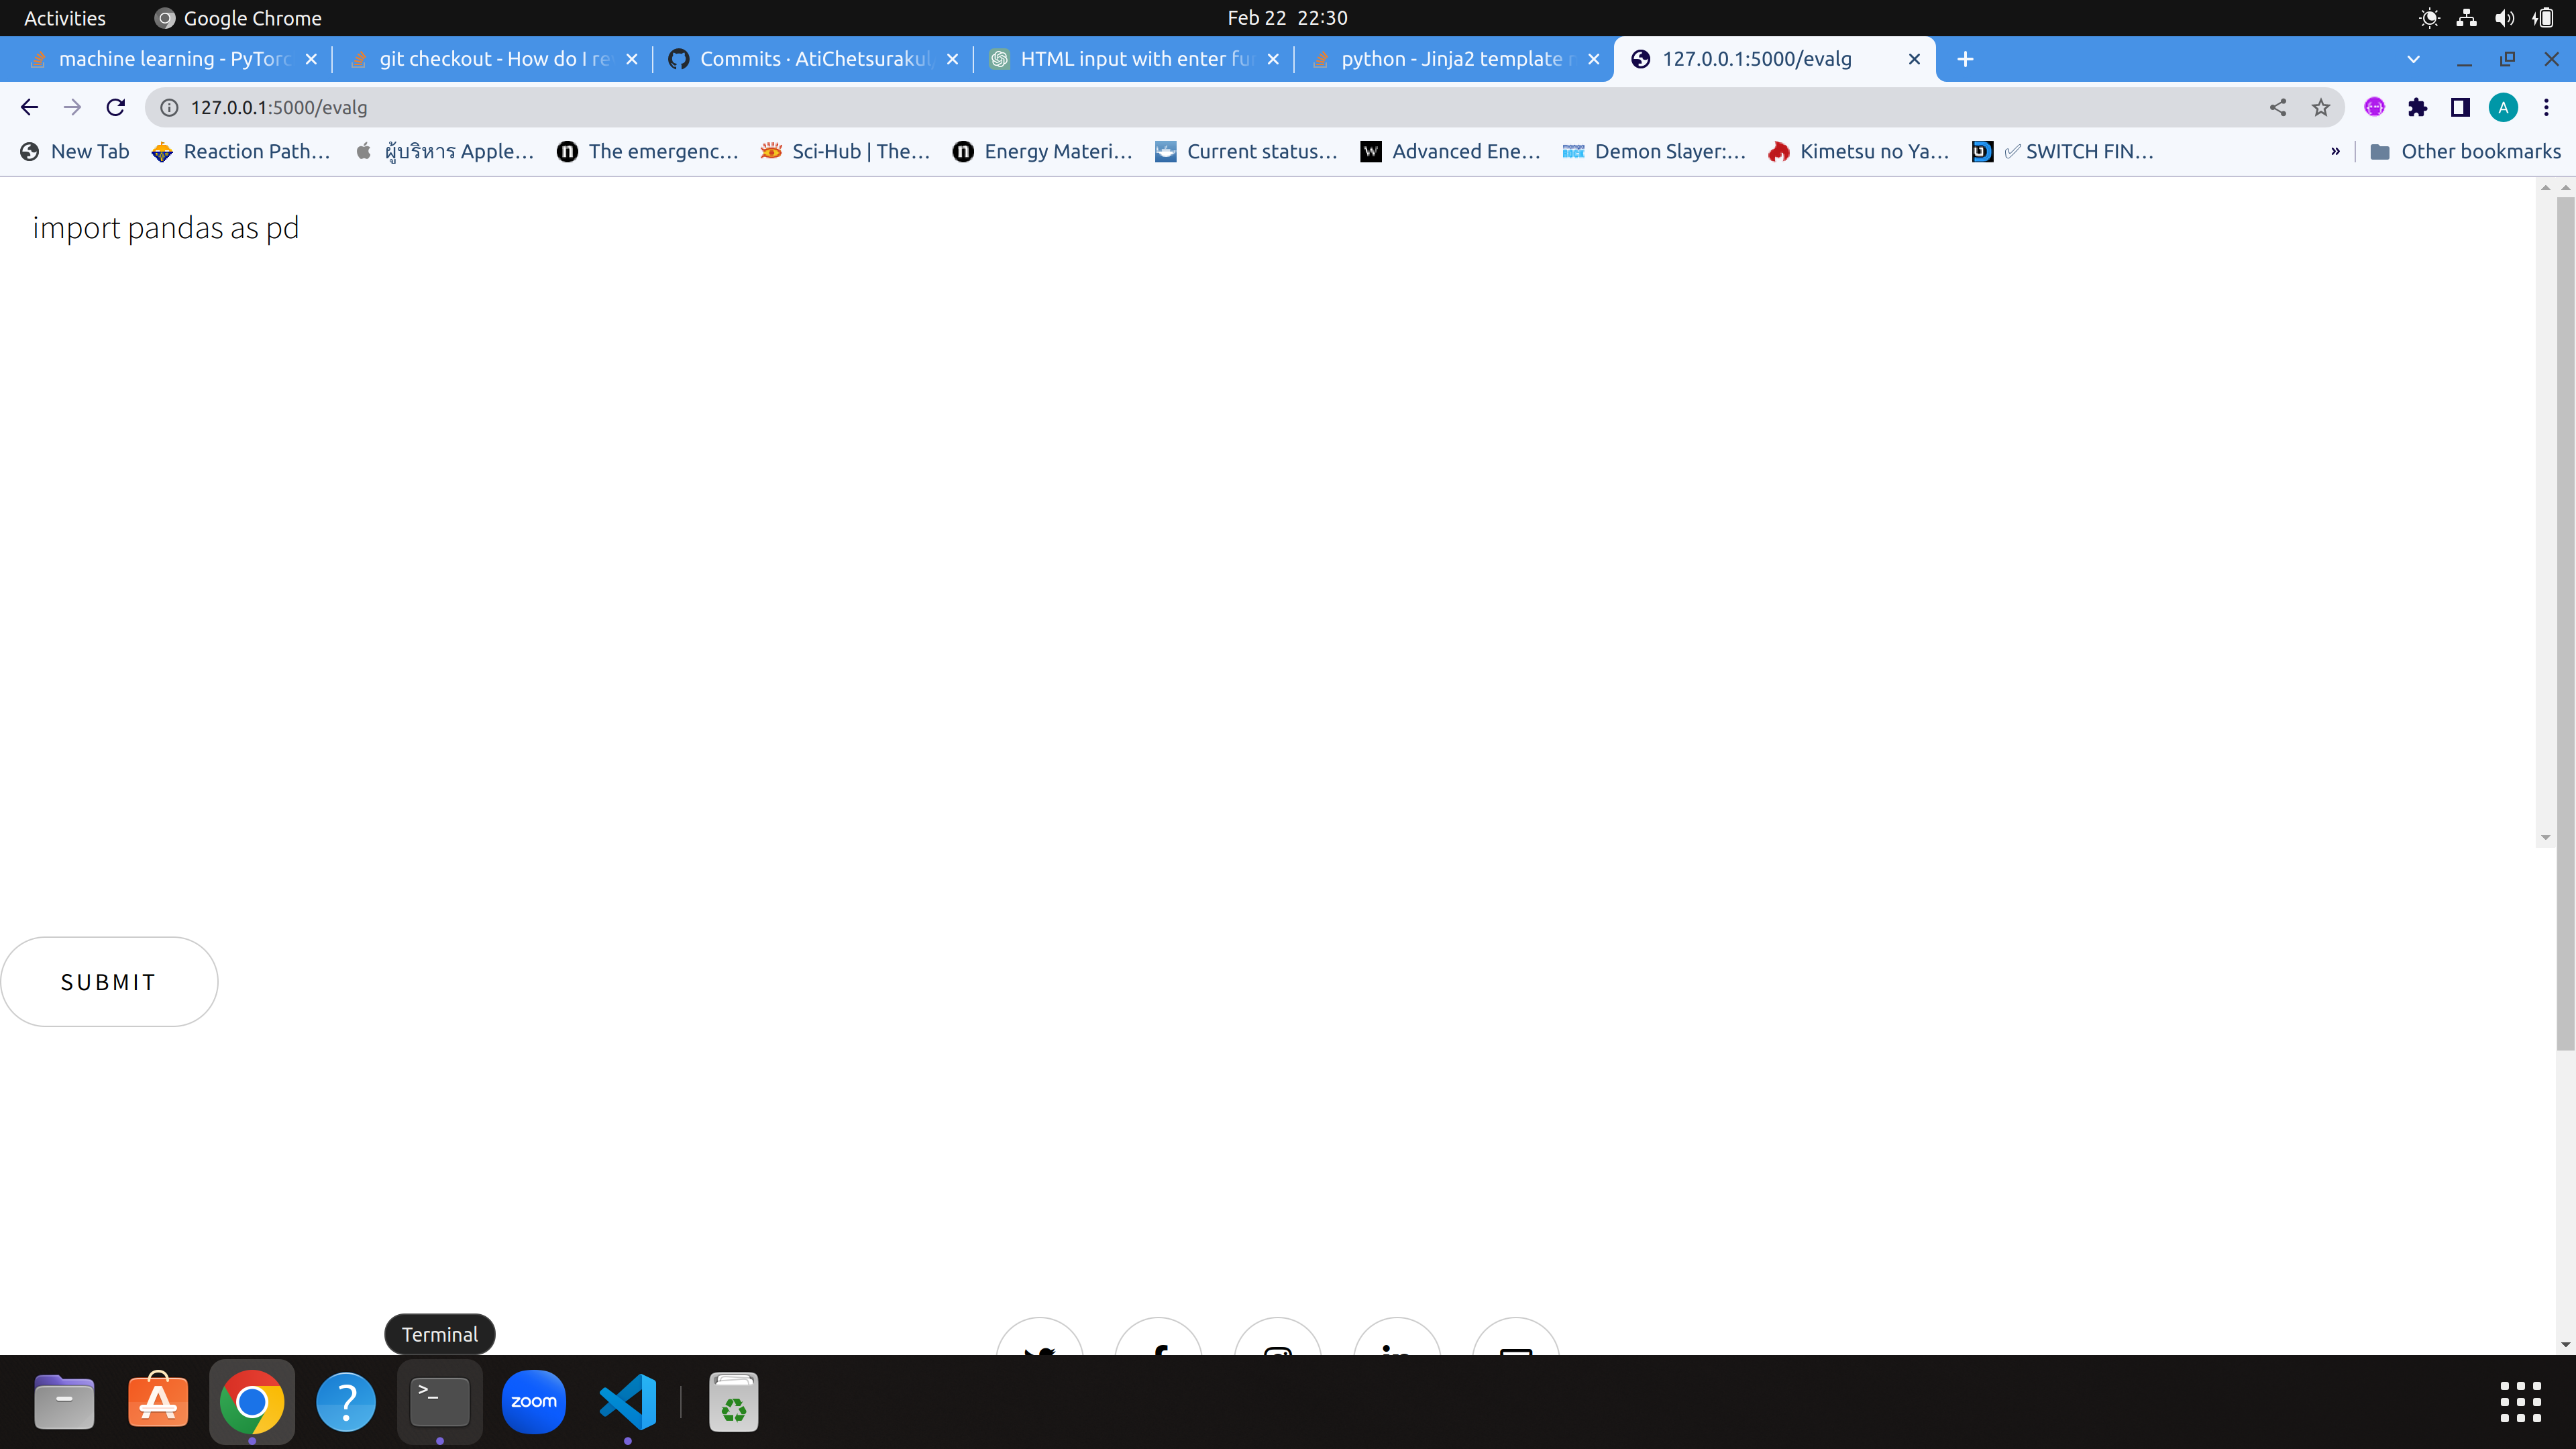 Activities
Google Chrome
Feb 22 22:30
machine learning - PyTorc
git checkout - How do I re
Commits · AtiChetsurakul
HTML input with enter fu
python - Jinja2 template
127.0.0.1:5000/evalg
127.0.0.1:5000/evalg
A
New Tab
Reaction Path…
ผู้บริหาร Apple…
The emergenc…
Sci-Hub | The…
Energy Materi…
Current status…
Advanced Ene…
Demon Slayer:…
Kimetsu no Ya…
✅ SWITCH FIN…
»
Other bookmarks
import pandas as pd
SUBMIT
Terminal
zoom